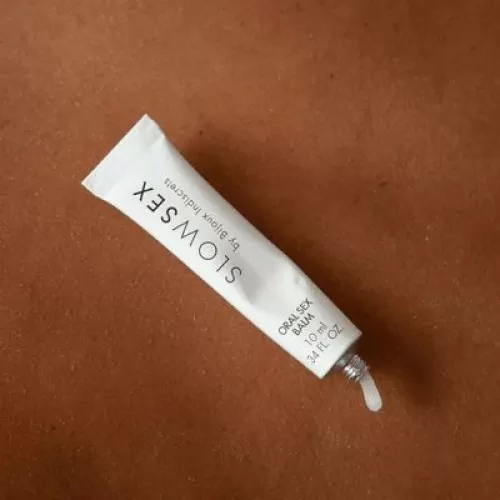 SLOWSEX
by Bijoux Indiscrets
ORAL SEX
BALM
10 ml
.34 FL. OZ.